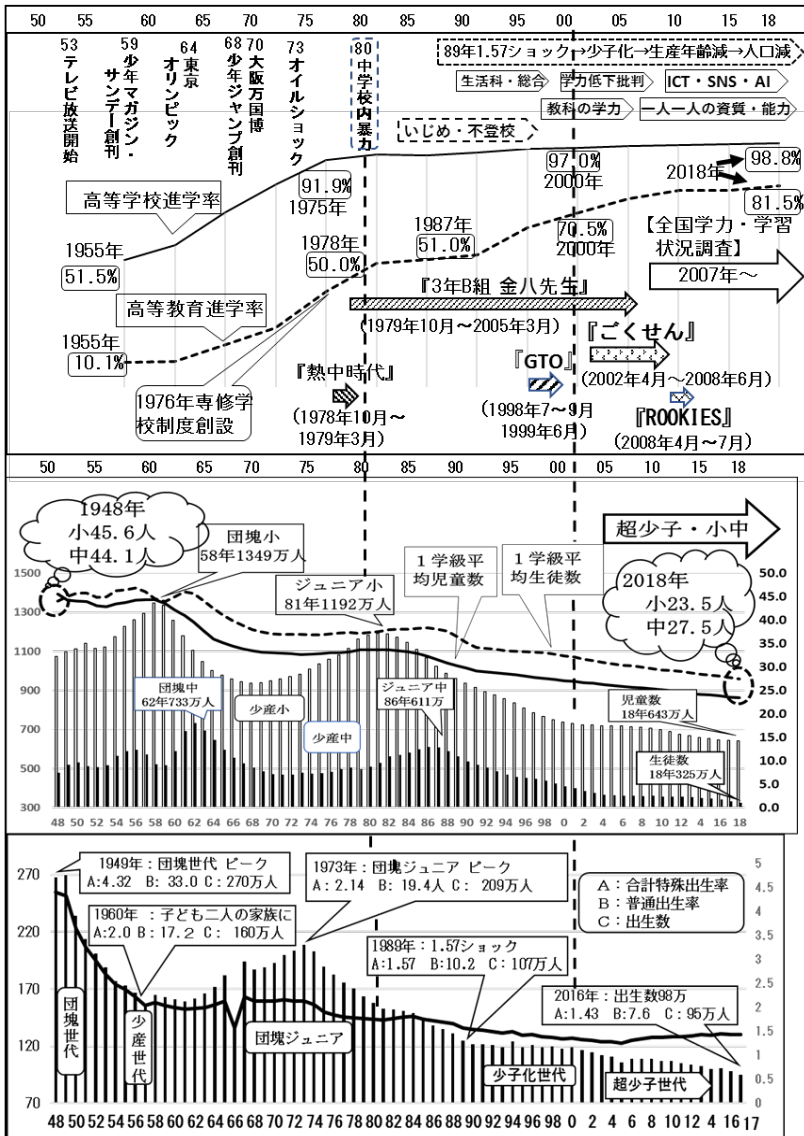 50 55 60 65 70 75 80 85 90 95 00 05 10 15 18
53 テレビ放送開始
59 少年マガジン・サンデー創刊
64 東京オリンピック
68 少年ジャンプ創刊
70 大阪万国博
73 オイルショック
80 中学校内暴力
89年1.57ショック→少子化→生産年齢減→人口減
生活科・総合
学力低下批判
ICT・SNS・AI
教科の学力
一人一人の資質・能力
いじめ・不登校
高等学校進学率
91.9%
1975年
97.0%
2000年
2018年
98.8%
81.5%
1955年
51.5%
1978年
50.0%
1987年
51.0%
70.5%
2000年
【全国学力・学習
状況調査】
2007年～
高等教育進学率
『3年B組 金八先生』
(1979年10月～2005年3月)
1955年
10.1%
1976年専修学
校制度創設
『熱中時代』
(1978年10月～
1979年3月)
『GTO』
(1998年7～9月
1999年6月)
『ごくせん』
(2002年4月～2008年6月)
『ROOKIES』
(2008年4月～7月)
50 55 60 65 70 75 80 85 90 95 00 05 10 15 18
1948年
小45.6人
中44.1人
団塊小
58年1349万人
ジュニア小
81年1192万人
1学級平
均児童数
1学級平
均生徒数
超少子・小中
2018年
小23.5人
中27.5人
団塊中
62年733万人
少産小
少産中
ジュニア中
86年611万
児童数
18年643万人
生徒数
18年325万人
1500
1300
1100
900
700
500
300
50.0
45.0
40.0
35.0
30.0
25.0
20.0
15.0
10.0
5.0
0.0
48 50 52 54 56 58 60 62 64 66 68 70 72 74 76 78 80 82 84 86 88 90 92 94 96 98 0 2 4 6 8 10 12 14 16 18
1949年：団塊世代 ピーク
A:4.32 B: 33.0 C: 270万人
1960年：子ども二人の家族に
A:2.0 B:17.2 C: 160万人
1973年：団塊ジュニア ピーク
A:2.14 B: 19.4人 C: 209万人
1989年：1.57ショック
A:1.57 B:10.2 C:107万人
A：合計特殊出生率
B：普通出生率
C：出生数
2016年：出生数98万
A:1.43 B:7.6 C:95万人
団塊世代
少産世代
団塊ジュニア
少子化世代
超少子世代
270
220
170
120
70
5
4.5
4
3.5
3
2.5
2
1.5
1
0.5
0
48 50 52 54 56 58 60 62 64 66 68 70 72 74 76 78 80 82 84 86 88 90 92 94 96 98 0 2 4 6 8 10 12 14 16 17